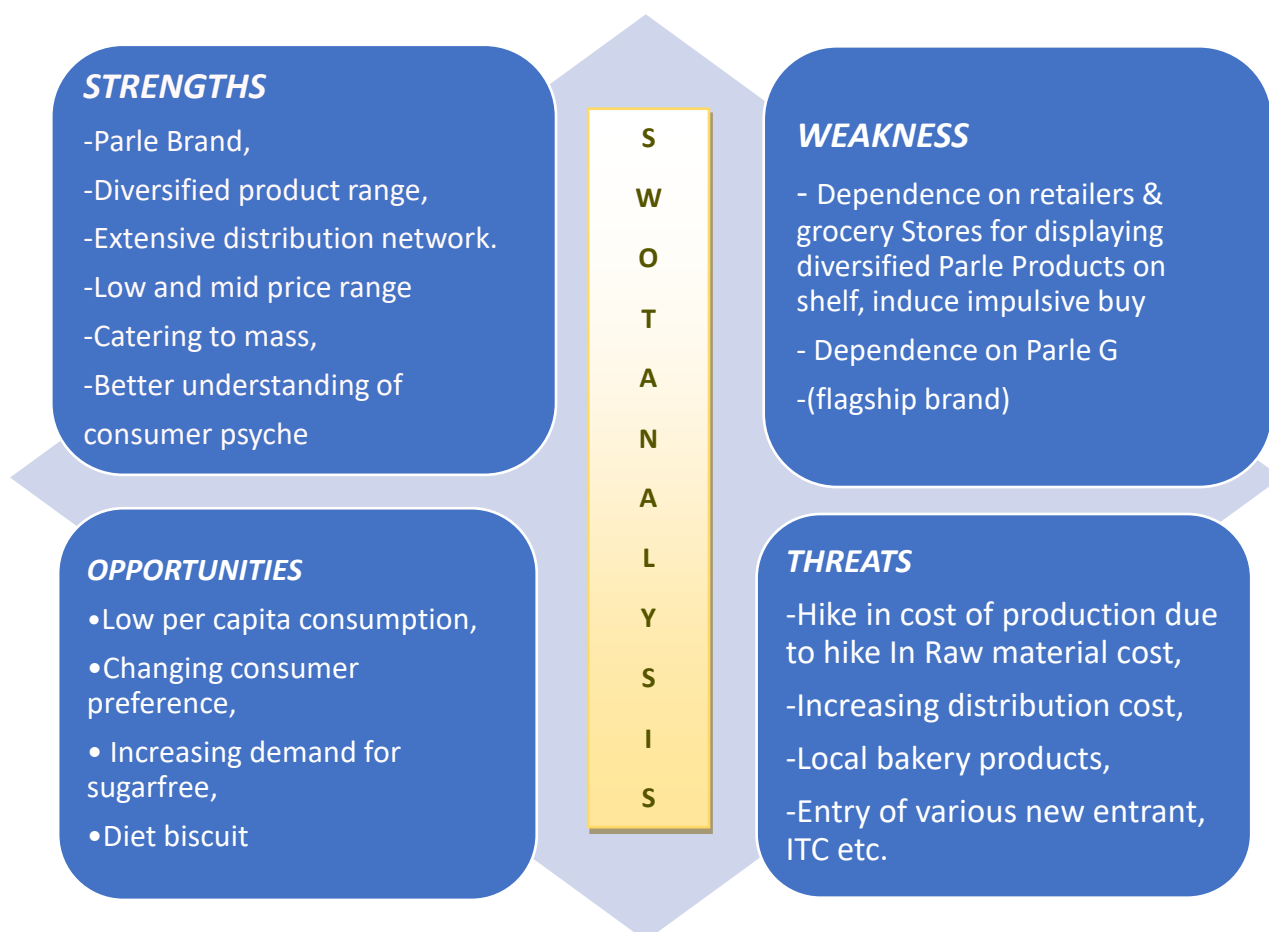 STRENGTHS
-Parle Brand,
-Diversified product range,
-Extensive distribution network.
-Low and mid price range
-Catering to mass,
-Better understanding of
consumer psyche
S
W
O
T
A
N
A
L
Y
S
I
S
WEAKNESS
- Dependence on retailers &
grocery Stores for displaying
diversified Parle Products on
shelf, induce impulsive buy
- Dependence on Parle G
-(flagship brand)
OPPORTUNITIES
•Low per capita consumption,
•Changing consumer
preference,
• Increasing demand for
sugarfree,
•Diet biscuit
THREATS
-Hike in cost of production due
to hike In Raw material cost,
-Increasing distribution cost,
-Local bakery products,
-Entry of various new entrant,
ITC etc.